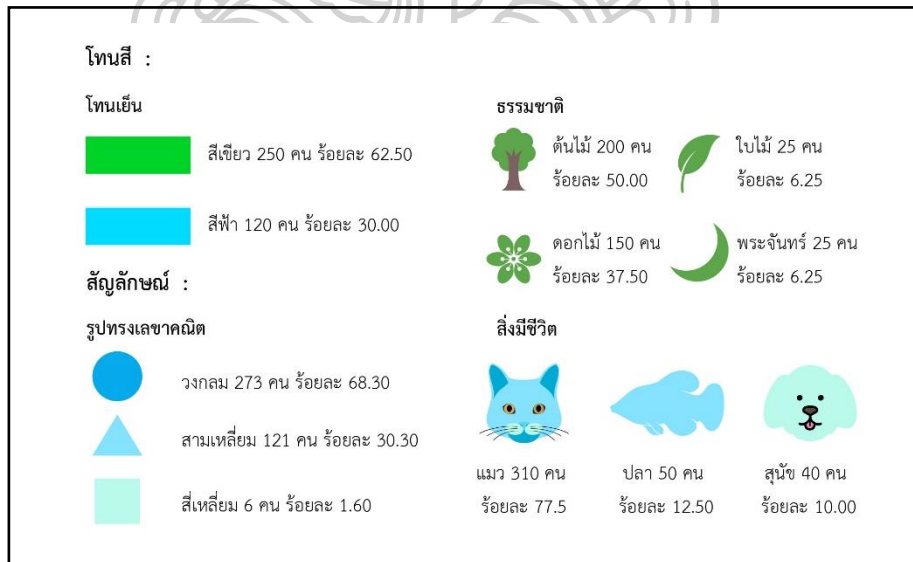 โทนสี :
โทนเย็น
สีเขียว 250 คน ร้อยละ 62.50
สีฟ้า 120 คน ร้อยละ 30.00
สัญลักษณ์ :
รูปทรงเลขาคณิต
วงกลม 273 คน ร้อยละ 68.30
สามเหลี่ยม 121 คน ร้อยละ 30.30
สี่เหลี่ยม 6 คน ร้อยละ 1.60
ธรรมชาติ
ต้นไม้ 200 คน
ร้อยละ 50.00
ใบไม้ 25 คน
ร้อยละ 6.25
ดอกไม้ 150 คน
ร้อยละ 37.50
พระจันทร์ 25 คน
ร้อยละ 6.25
สิ่งมีชีวิต
แมว 310 คน
ร้อยละ 77.5
ปลา 50 คน
ร้อยละ 12.50
สุนัข 40 คน
ร้อยละ 10.00